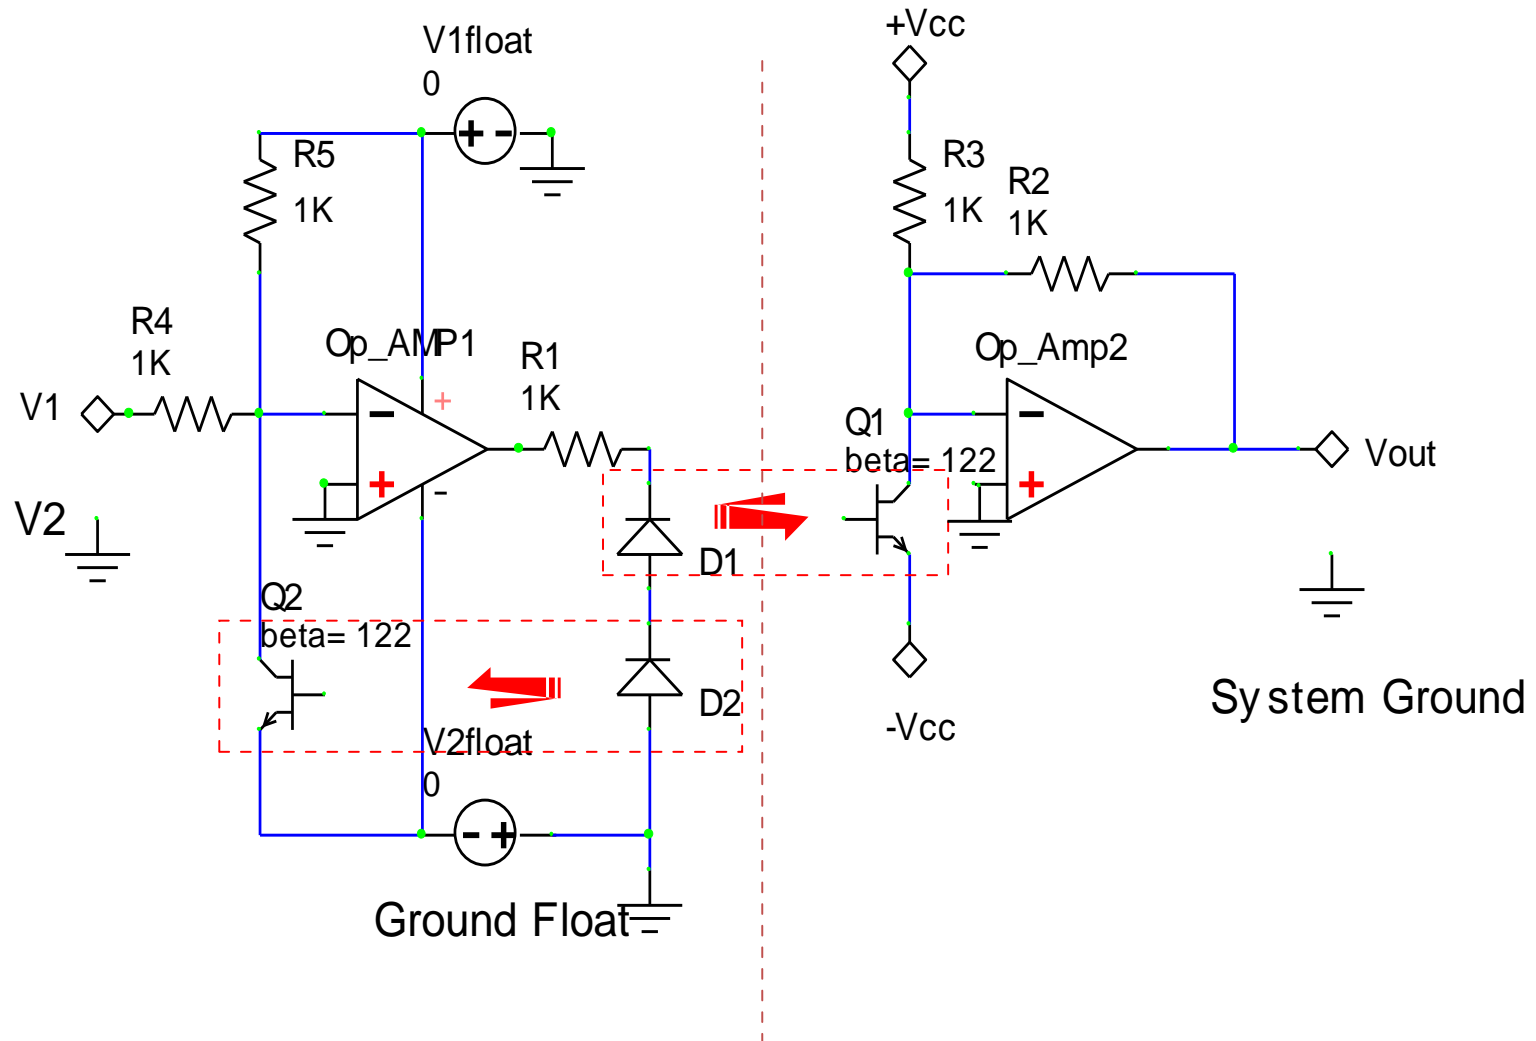 V1float
0
+Vcc
R5
1K
R3
1K
R2
1K
R4
1K
Op_AMP1
+
-
R1
1K
Op_Amp2
V1
Q1
beta= 122
Vout
V2
D1
Q2
beta= 122
D2
V2float
0
-Vcc
System Ground
Ground Float